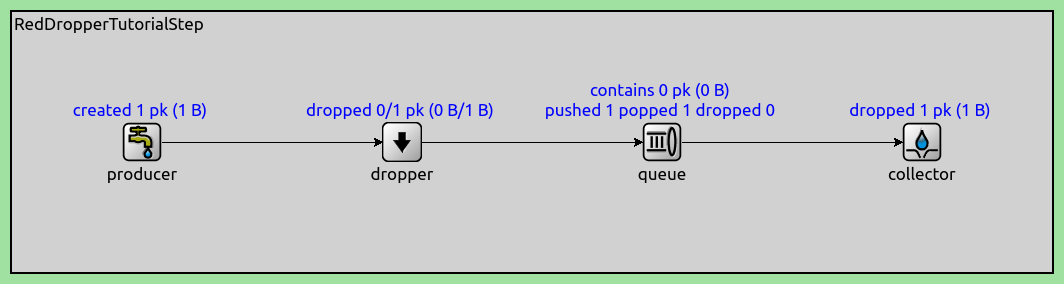 RedDropperTutorialStep
contains 0 pk (0 B)
created 1 pk (1 B) dropped 0/1 pk (0 B/1 B) pushed 1 popped 1 dropped 0 dropped 1 pk (1 B)
producer dropper queue collector